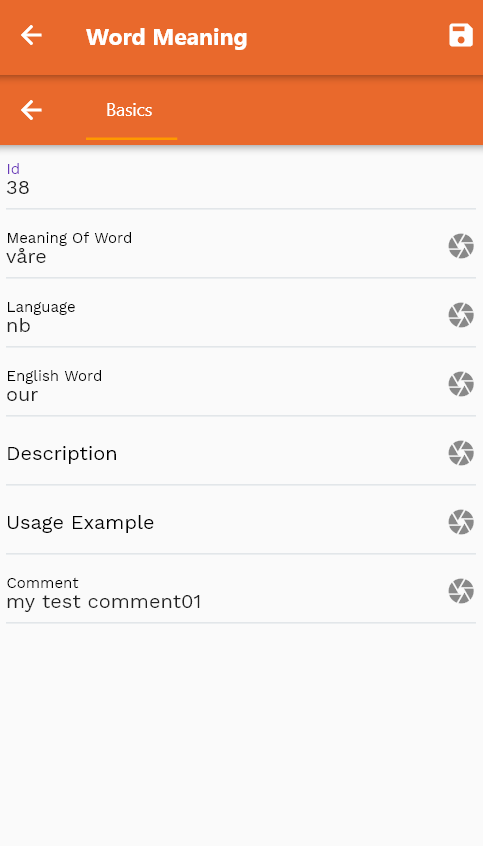 Word Meaning
Basics
Id
38
Meaning Of Word
våre
Language
nb
English Word
our
Description
Usage Example
Comment
my test comment01